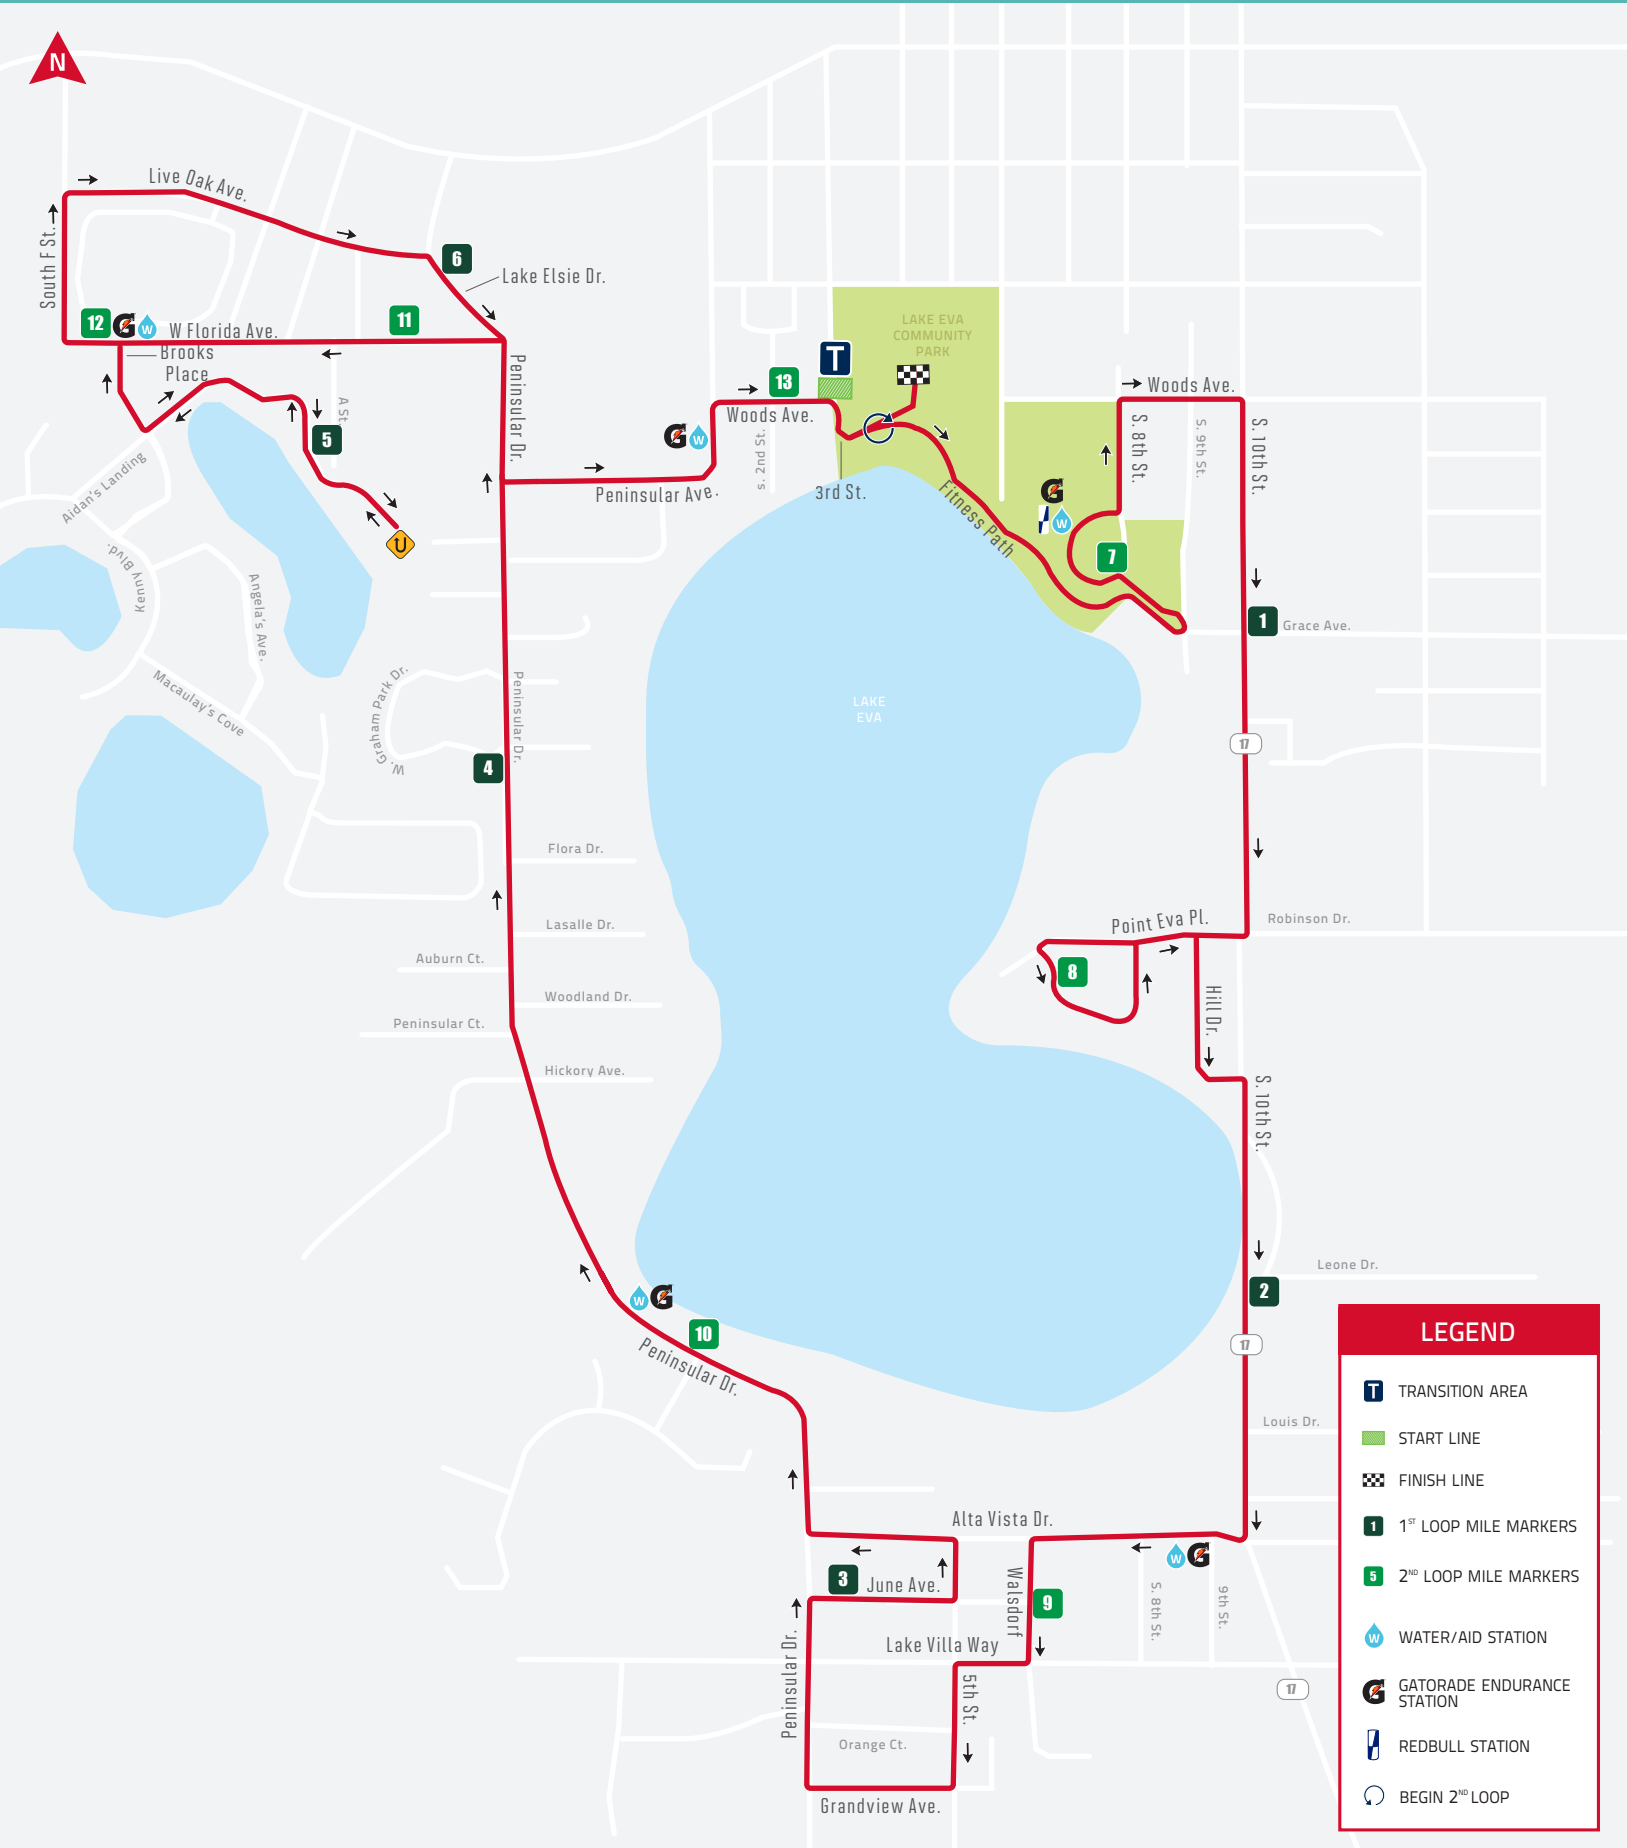 N
Live Oak Ave.
South F St.
6
Lake Elsie Dr.
12
G
W
W Florida Ave.
11
Brooks
Place
A St.
5
Peninsular Dr.
Aidan's Landing
Kenny Blvd.
Angela's Ave.
Macaulay's Cove
W. Graham Park Dr.
Peninsular Dr.
4
LAKE EVA
COMMUNITY
PARK
T
13
Woods Ave.
G
W
s. 2nd St.
Peninsular Ave.
3rd St.
Fitness Path
G
W
7
Woods Ave.
S. 8th St.
S. 9th St.
S. 10th St.
1
Grace Ave.
LAKE
EVA
17
Flora Dr.
Lasalle Dr.
Auburn Ct.
Woodland Dr.
Peninsular Ct.
Hickory Ave.
Point Eva Pl.
Robinson Dr.
8
Hill Dr.
S. 10th St.
Leone Dr.
2
17
W
G
10
Peninsular Dr.
Louis Dr.
Alta Vista Dr.
W
G
3
June Ave.
Walsdorf
9
S. 8th St.
9th St.
Lake Villa Way
Peninsular Dr.
5th St.
17
Orange Ct.
Grandview Ave.
LEGEND
T TRANSITION AREA
START LINE
FINISH LINE
1 1ST LOOP MILE MARKERS
5 2ND LOOP MILE MARKERS
W WATER/AID STATION
G GATORADE ENDURANCE
STATION
REDBULL STATION
BEGIN 2ND LOOP